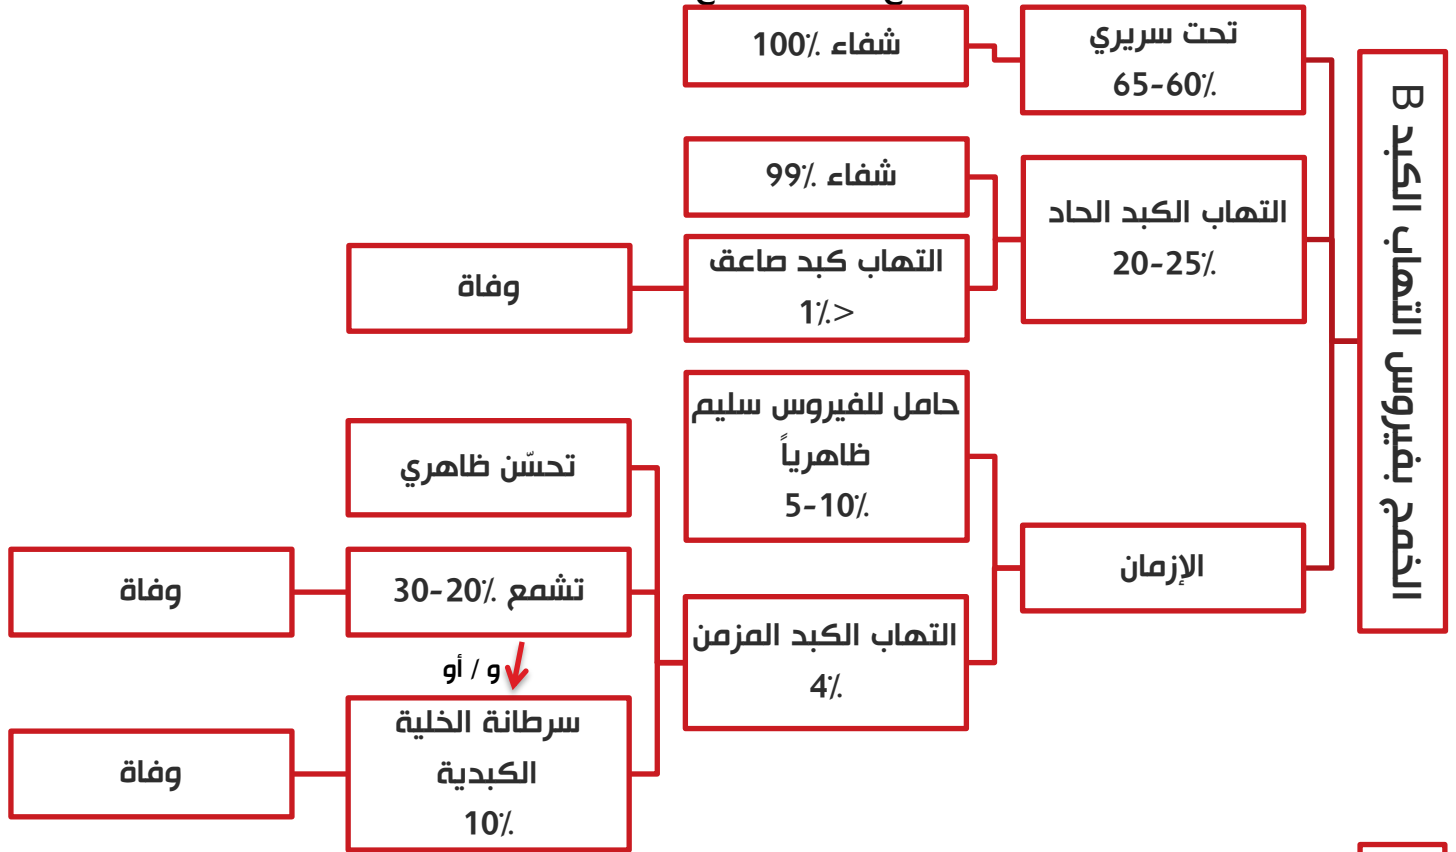 الخمج بفيروس التهاب الكبد B
تحت سريري
65-60%
شفاء 100%
التهاب الكبد الحاد
20-25%
شفاء 99%
التهاب كبد صاعق
1%>
وفاة
الإزمان
حامل للفيروس سليم
ظاهرياً
5-10%
التهاب الكبد المزمن
4%
تحسّن ظاهري
تشمع 20-30%
وفاة
و / أو
سرطانة الخلية
الكبدية
10%
وفاة